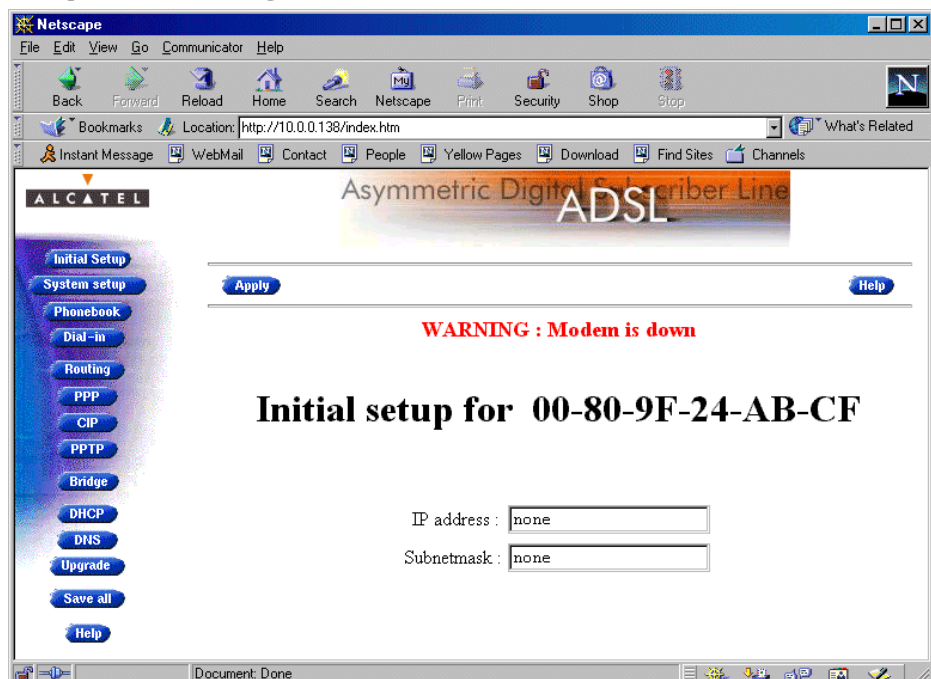 Netscape
File Edit View Go Communicator Help
Back Forward Reload Home Search Netscape Print Security Shop Stop
My
N
Bookmarks Location: http://10.0.0.138/index.htm What's Related
Instant Message WebMail Contact People Yellow Pages Download Find Sites Channels
ALCATEL
Asymmetric Digital Subscriber Line
ADSL
Initial Setup
System setup
Apply
Help
Phonebook
WARNING : Modem is down
Dial-in
Routing
PPP
Initial setup for 00-80-9F-24-AB-CF
CIP
PPTP
Bridge
DHCP
IP address : none
DNS
Subnetmask : none
Upgrade
Save all
Help
Document: Done